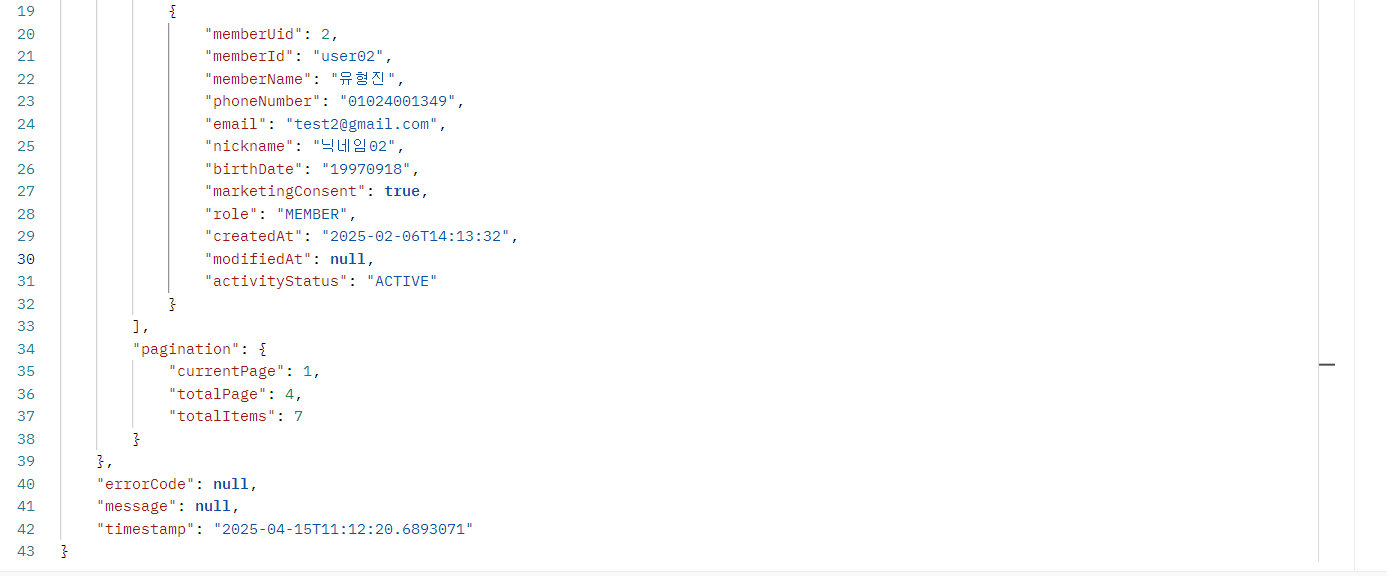 19 {
20 "memberUid": 2,
21 "memberId": "user02",
22 "memberName": "유형진",
23 "phoneNumber": "01024001349",
24 "email": "test2@gmail.com",
25 "nickname": "닉네임02",
26 "birthDate": "19970918",
27 "marketingConsent": true,
28 "role": "MEMBER",
29 "createdAt": "2025-02-06T14:13:32",
30 "modifiedAt": null,
31 "activityStatus": "ACTIVE"
32 }
33 ],
34 "pagination": {
35 "currentPage": 1,
36 "totalPage": 4,
37 "totalItems": 7
38 }
39 },
40 "errorCode": null,
41 "message": null,
42 "timestamp": "2025-04-15T11:12:20.6893071"
43 }